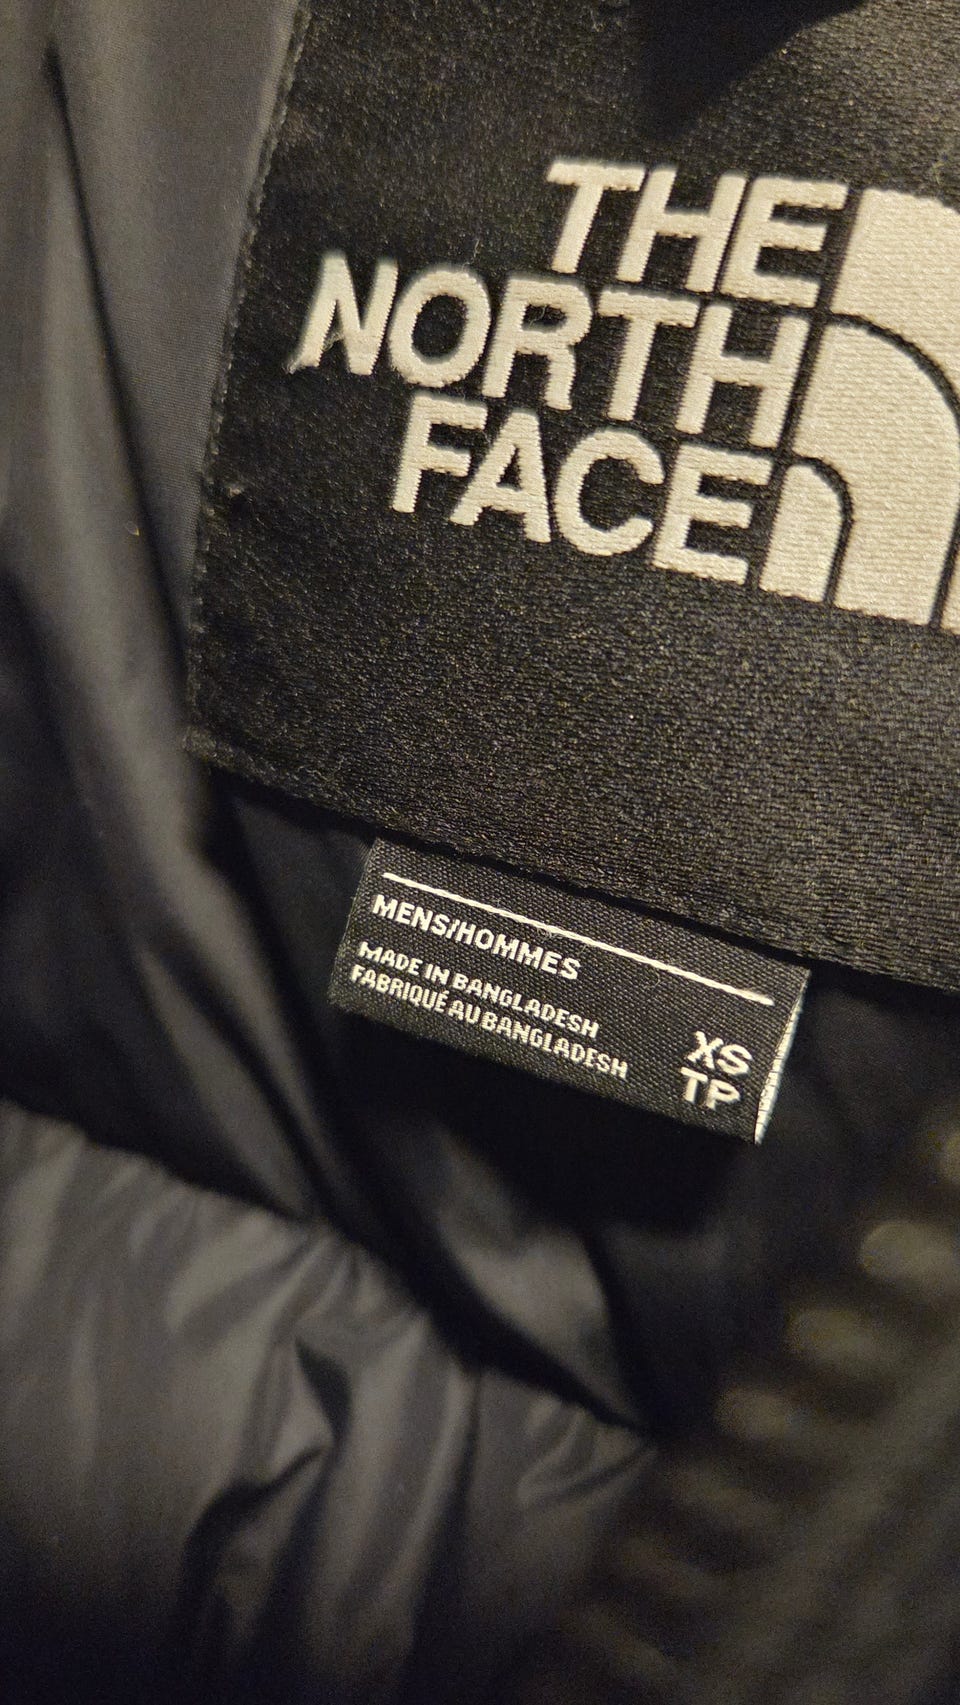 THE
NORTH
FACE
MENS/HOMMES
MADE IN BANGLADESH
FABRIQUÉ AU BANGLADESH
XS
TP